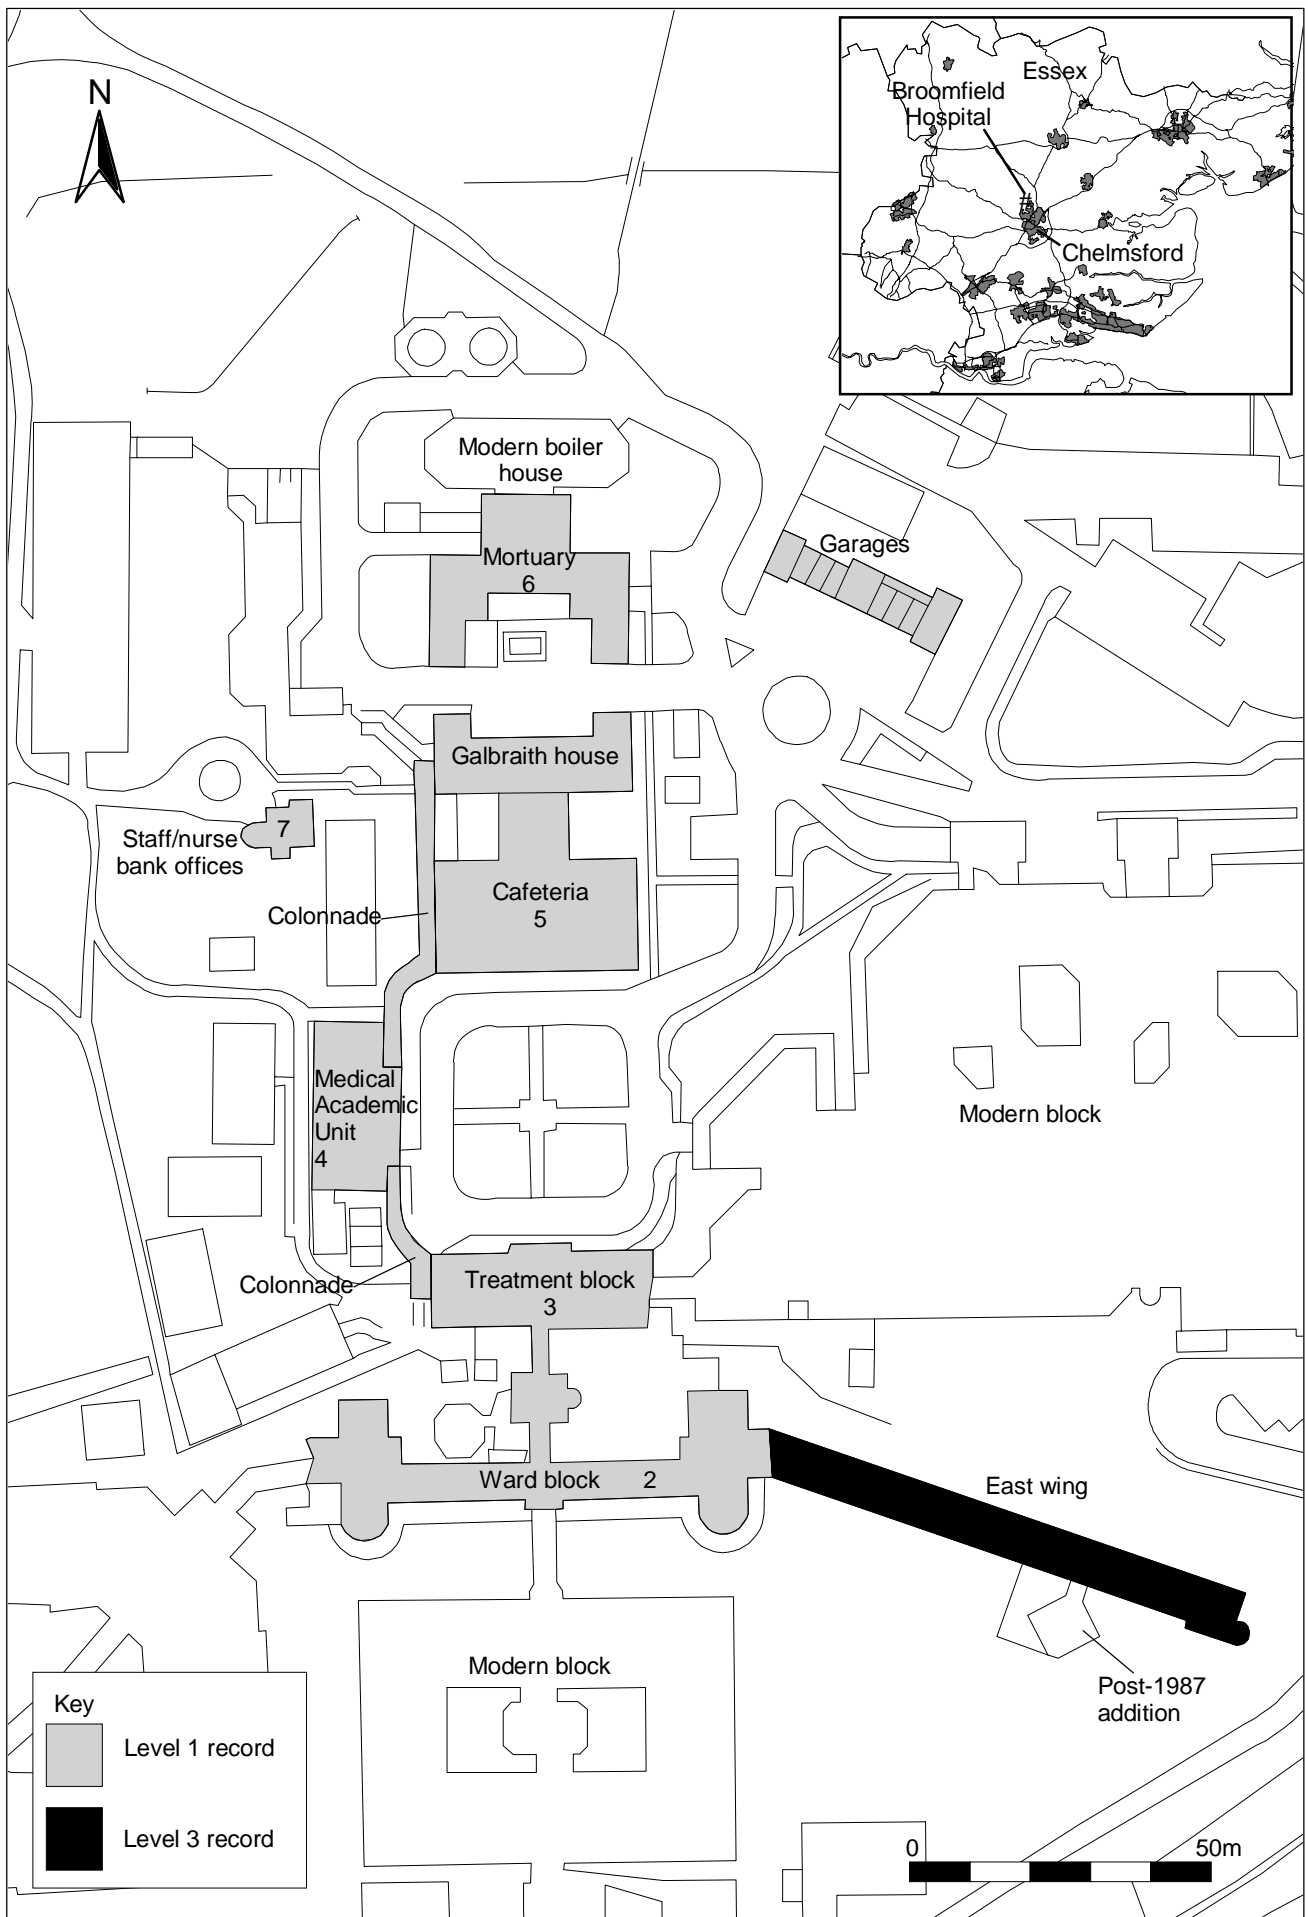 N
Essex
Broomfield
Hospital
Chelmsford
Modern boiler
house
Garages
Mortuary
6
Galbraith house
7
Staff/nurse
bank offices
Cafeteria
5
Colonnade
Medical
Academic
Unit
4
Modern block
Colonnade
Treatment block
3
Ward block 2
East wing
Modern block
Post-1987
addition
Key
Level 1 record
Level 3 record
0 50m